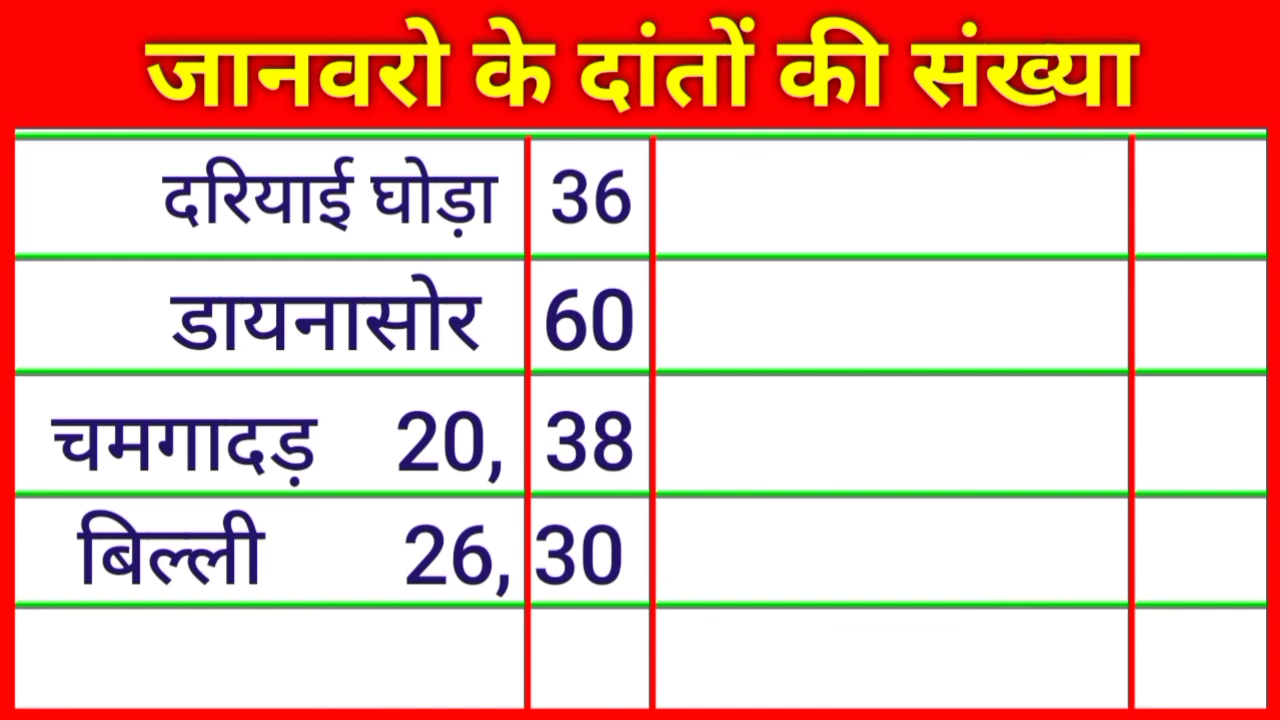 जानवरो के दांतों की संख्या
दरियाई घोड़ा 36
डायनासोर 60
चमगादड़ 20, 38
बिल्ली 26, 30